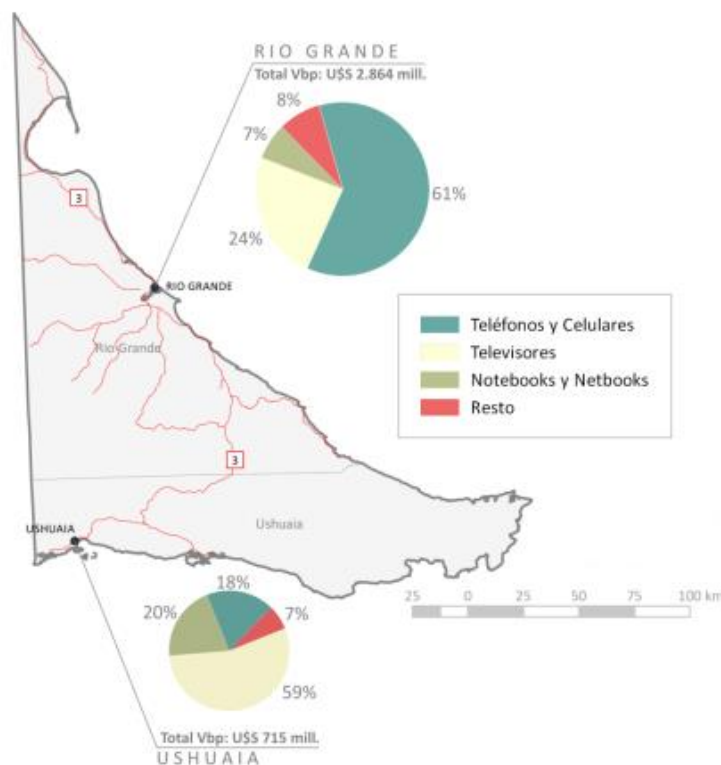 RIO GRANDE
Total Vbp: U$S 2.864 mill.
8%
7%
61%
24%
3
RIO GRANDE
Rio Grande
Teléfonos y Celulares
Televisores
Notebooks y Netbooks
Resto
3
USHUAIA
Ushuaia
25 0 25 50 75 100 km
18%
20%
7%
59%
Total Vbp: U$S 715 mill.
USHUAIA